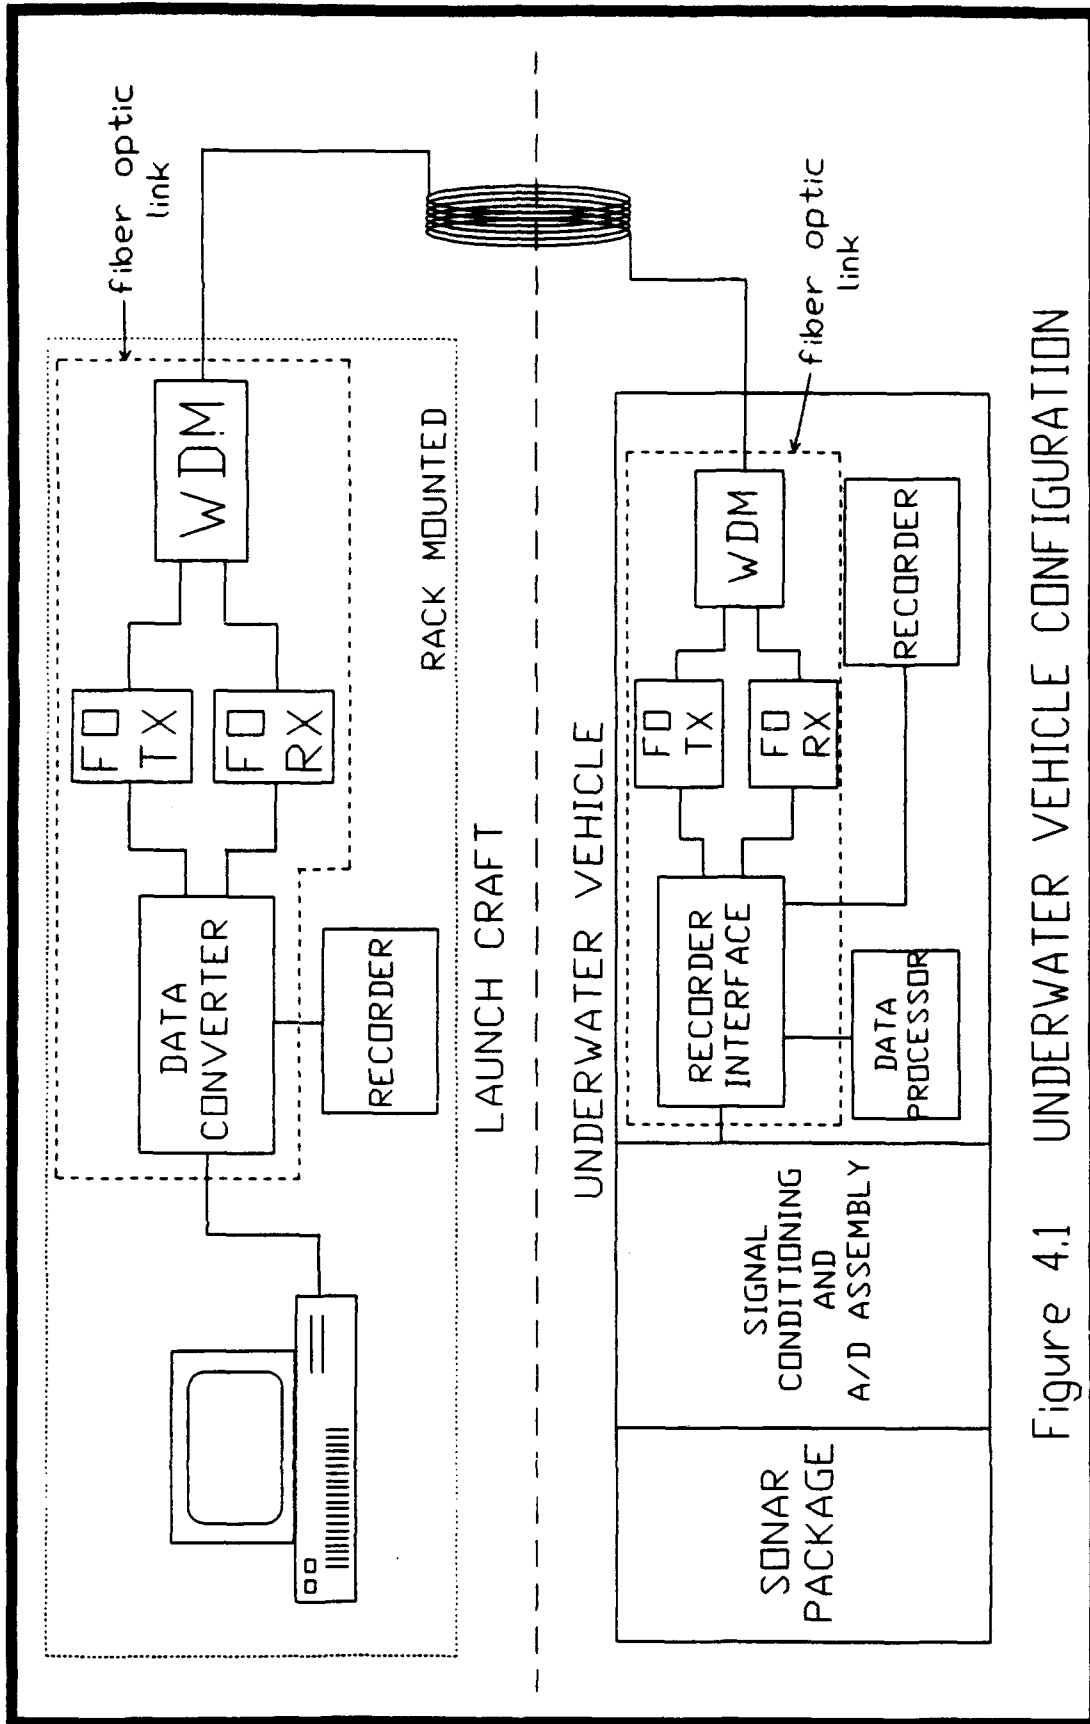 fiber optic
link
WDM
FO
TX
FO
RX
DATA
CONVERTER
RECORDER
RACK MOUNTED
LAUNCH CRAFT
UNDERWATER VEHICLE
fiber optic
link
WDM
FO
TX
FO
RX
RECORDER
INTERFACE
RECORDER
DATA
PROCESSOR
SIGNAL
CONDITIONING
AND
A/D ASSEMBLY
SONAR
PACKAGE
Figure 4.1 UNDERWATER VEHICLE CONFIGURATION